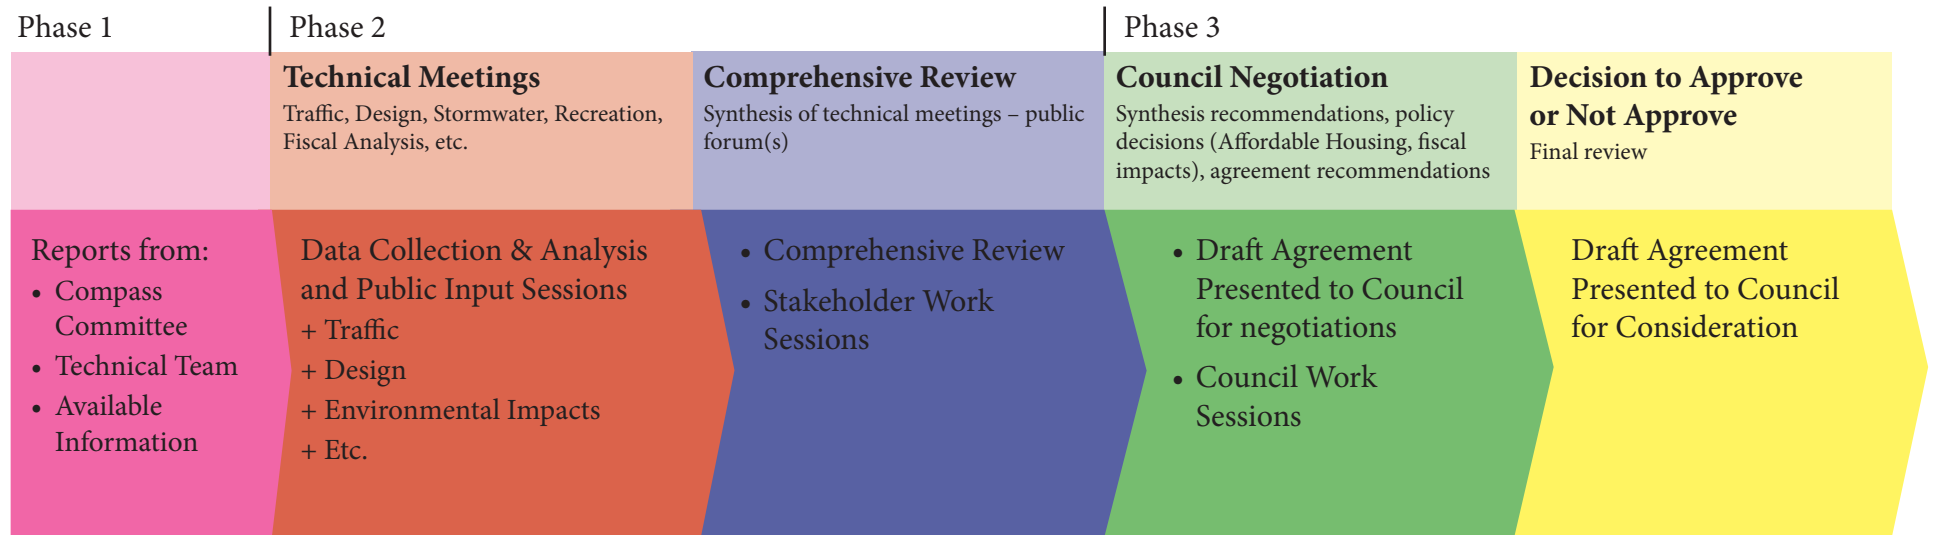 Phase 1
Phase 2
Phase 3
Technical Meetings
Traffic, Design, Stormwater, Recreation,
Fiscal Analysis, etc.
Comprehensive Review
Synthesis of technical meetings – public
forum(s)
Council Negotiation
Synthesis recommendations, policy
decisions (Affordable Housing, fiscal
impacts), agreement recommendations
Decision to Approve
or Not Approve
Final review
Reports from:
• Compass
Committee
• Technical Team
• Available
Information
Data Collection & Analysis
and Public Input Sessions
+ Traffic
+ Design
+ Environmental Impacts
+ Etc.
• Comprehensive Review
• Stakeholder Work
Sessions
• Draft Agreement
Presented to Council
for negotiations
• Council Work
Sessions
Draft Agreement
Presented to Council
for Consideration